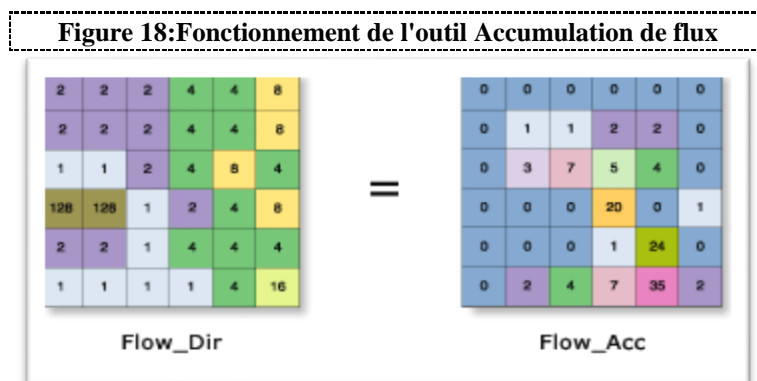 Figure 18:Fonctionnement de l'outil Accumulation de flux
2 2 2 4 4 8
2 2 2 4 4 8
1 1 2 4 8 4
128 128 1 2 4 8
2 2 1 4 4 4
1 1 1 1 4 16
=
0 0 0 0 0 0
0 1 1 2 2 0
0 3 7 5 4 0
0 0 0 20 0 1
0 0 0 1 24 0
0 2 4 7 35 2
Flow_Dir
Flow_Acc